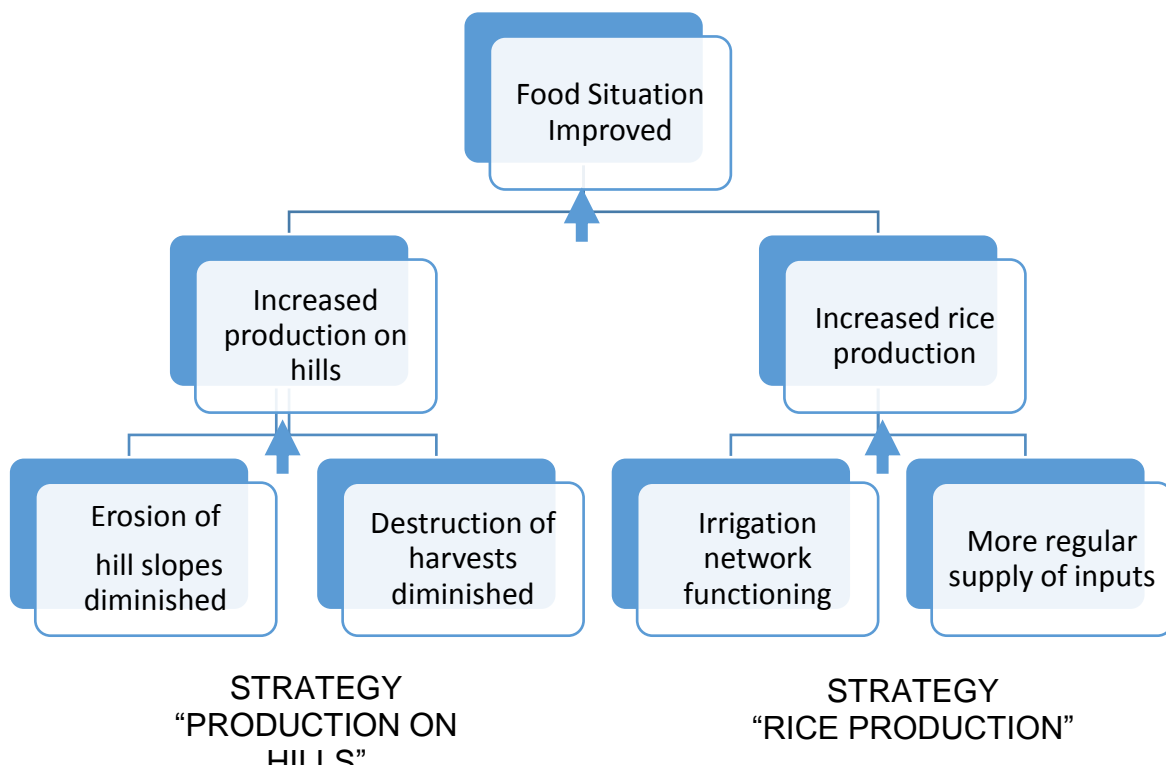 Food Situation
Improved
Increased
production on
hills
Increased rice
production
Erosion of
hill slopes
diminished
Destruction of
harvests
diminished
Irrigation
network
functioning
More regular
supply of inputs
STRATEGY
“PRODUCTION ON
HILLS”
STRATEGY
“RICE PRODUCTION”